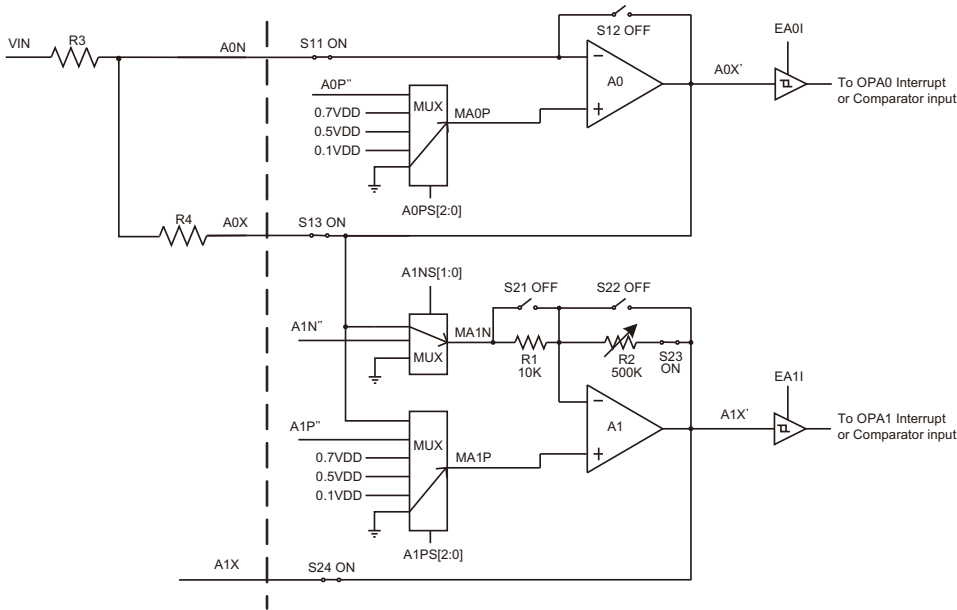 VIN
R3
A0N
S11 ON
S12 OFF
EA0I
A0P"
0.7VDD
0.5VDD
0.1VDD
MUX
MA0P
A0
A0X'
To OPA0 Interrupt
or Comparator input
A0PS[2:0]
R4
A0X
S13 ON
A1NS[1:0]
S21 OFF
S22 OFF
A1N"
MUX
MA1N
R1
10K
R2
500K
S23
ON
EA1I
A1P"
0.7VDD
0.5VDD
0.1VDD
MUX
MA1P
A1
A1X'
To OPA1 Interrupt
or Comparator input
A1PS[2:0]
A1X
S24 ON